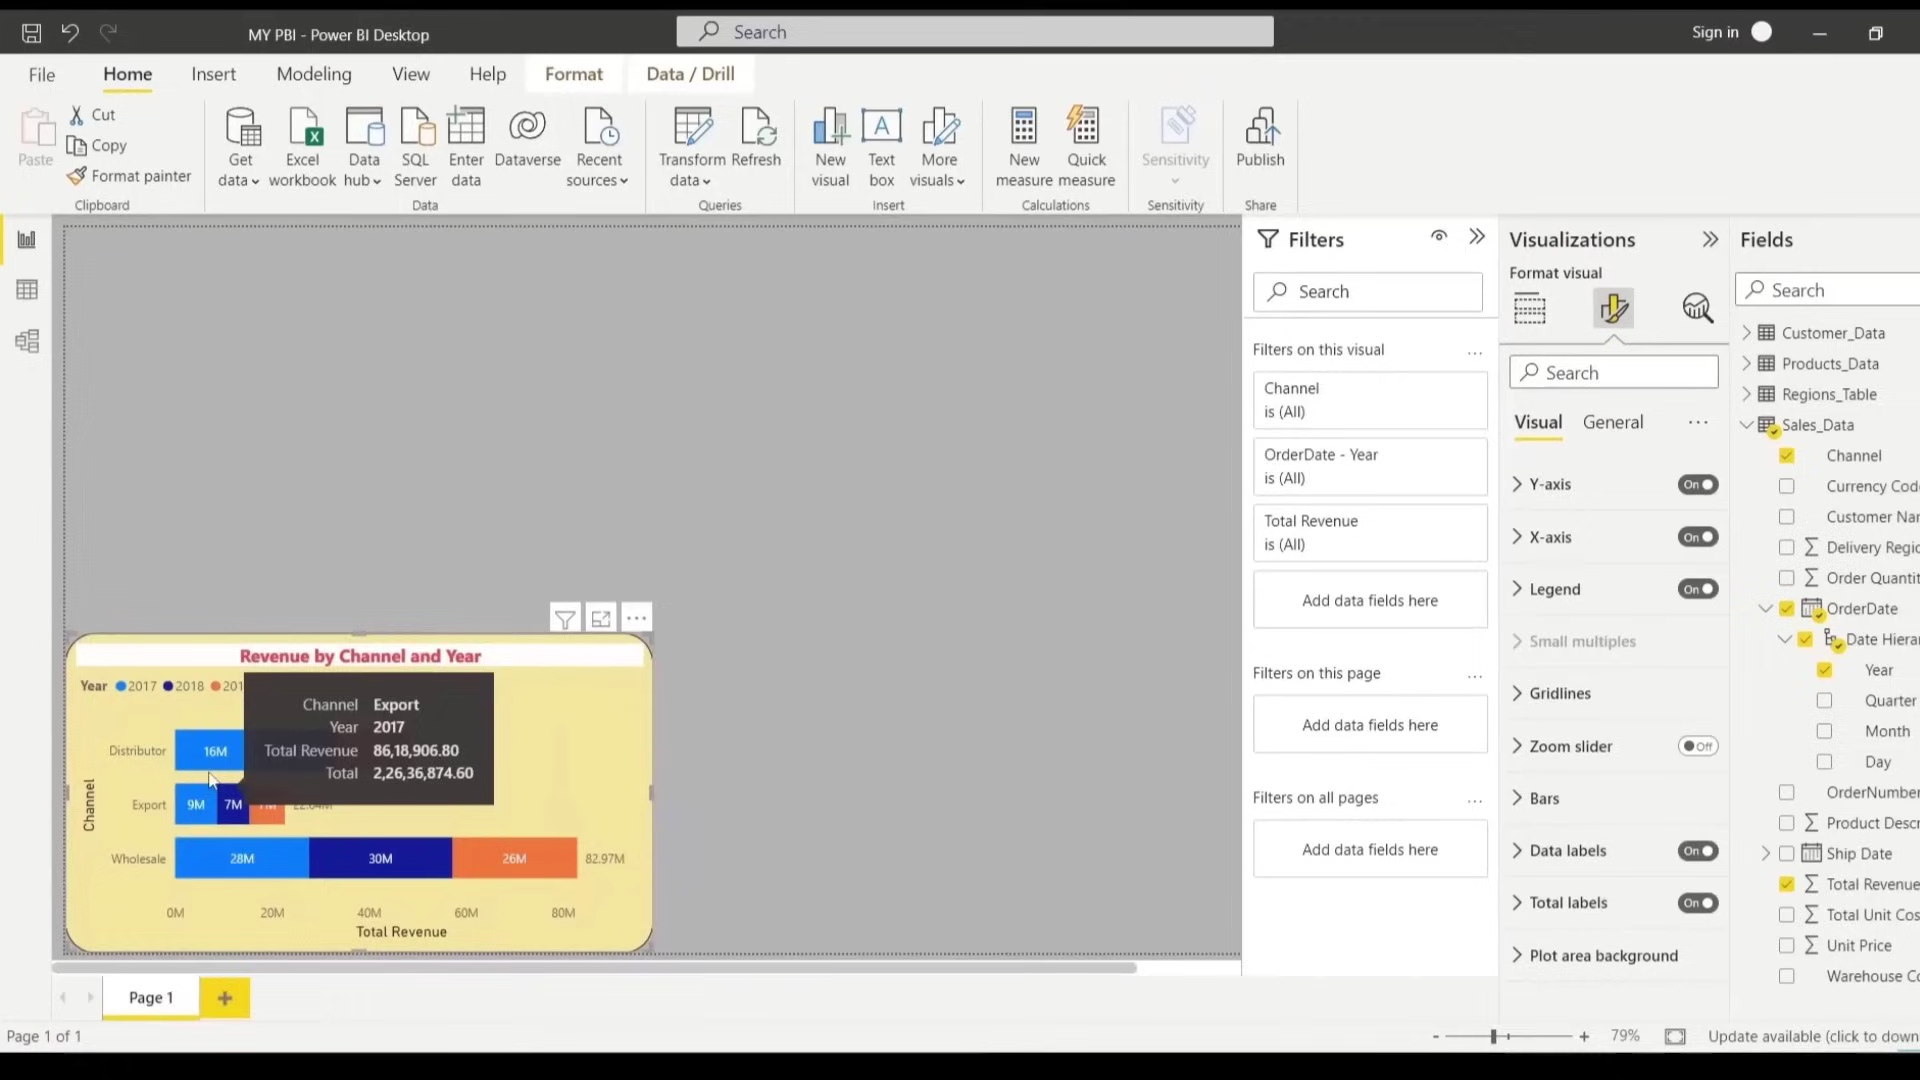 MY PBI - Power BI Desktop
Search
Sign in
File
Home
Insert
Modeling
View
Help
Format
Data / Drill
Paste
Cut
Copy
Format painter
Clipboard
Get data
Excel workbook
Data hub
SQL Server
Enter data
Dataverse
Recent sources
Data
Transform data
Refresh
Queries
New visual
Text box
More visuals
Insert
New measure
Quick measure
Calculations
Sensitivity
Sensitivity
Publish
Share
Revenue by Channel and Year
Year 2017 2018 201
Channel Export
Year 2017
Total Revenue 86,18,906.80
Total 2,26,36,874.60
Channel
Distributor 16M
Export 9M 7M 7M 22.64M
Wholesale 28M 30M 26M 82.97M
0M 20M 40M 60M 80M
Total Revenue
Filters
Search
Filters on this visual
Channel
is (All)
OrderDate - Year
is (All)
Total Revenue
is (All)
Add data fields here
Filters on this page
Add data fields here
Filters on all pages
Add data fields here
Visualizations
Format visual
Search
Visual General
Y-axis On
X-axis On
Legend On
Small multiples
Gridlines
Zoom slider Off
Bars
Data labels On
Total labels On
Plot area background
Fields
Search
Customer_Data
Products_Data
Regions_Table
Sales_Data
Channel
Currency Cod
Customer Nar
Delivery Regio
Order Quantit
OrderDate
Date Hierar
Year
Quarter
Month
Day
OrderNumber
Product Descr
Ship Date
Total Revenue
Total Unit Cos
Unit Price
Warehouse Co
Page 1
Page 1 of 1
- + 79%
Update available (click to down